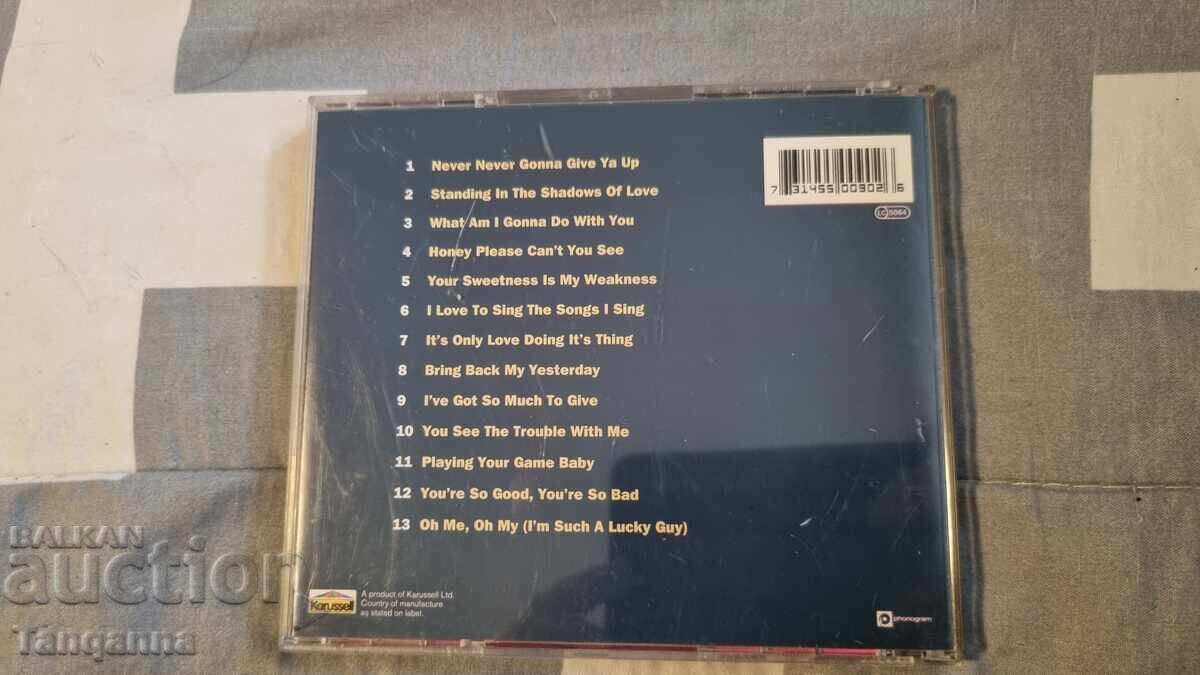 1 Never Never Gonna Give Ya Up
2 Standing In The Shadows Of Love
3 What Am I Gonna Do With You
4 Honey Please Can't You See
5 Your Sweetness Is My Weakness
6 I Love To Sing The Songs I Sing
7 It's Only Love Doing It's Thing
8 Bring Back My Yesterday
9 I've Got So Much To Give
10 You See The Trouble With Me
11 Playing Your Game Baby
12 You're So Good, You're So Bad
13 Oh Me, Oh My (I'm Such A Lucky Guy)
7 31455 00902 6
LC 5064
Karussell
A product of Karussell Ltd.
Country of manufacture
as stated on label.
phonogram
BALKAN
auction
Tanganna